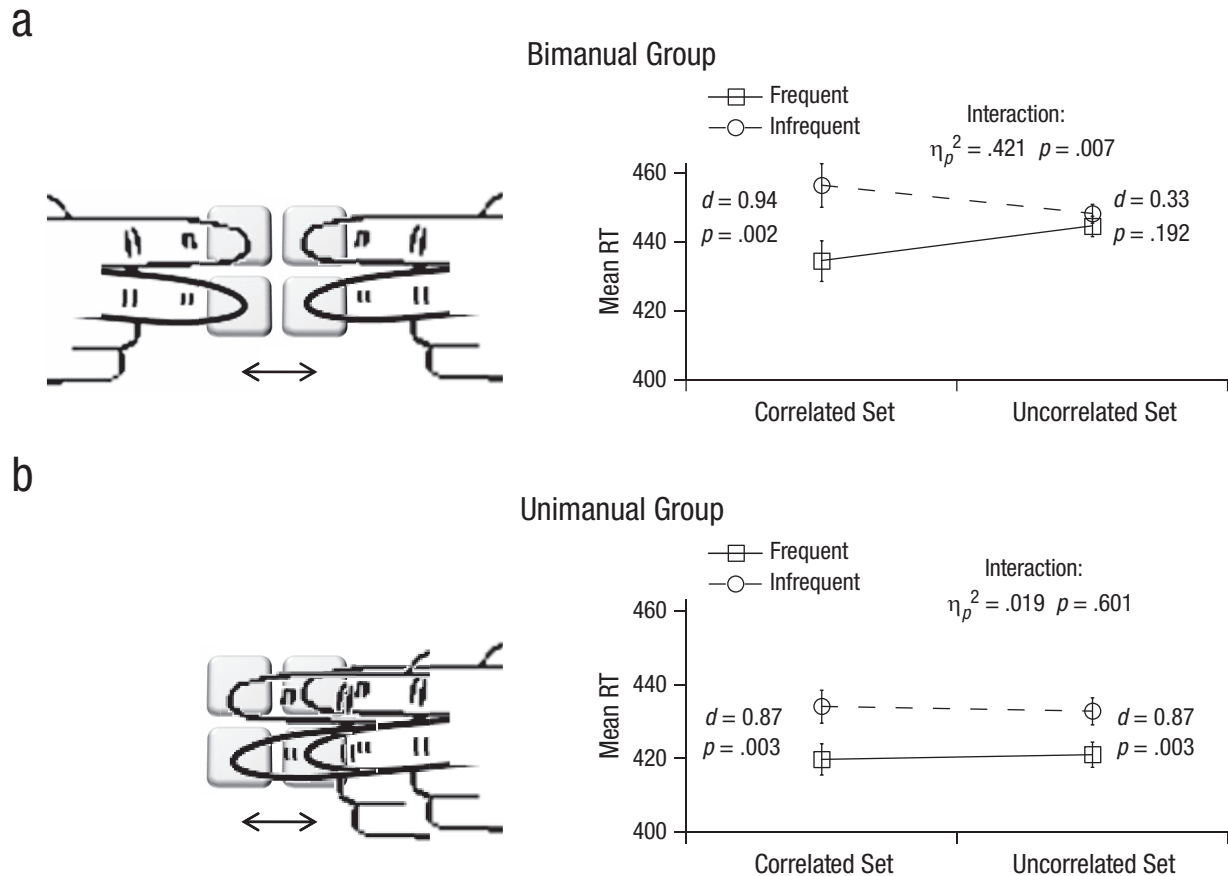 a
Bimanual Group
Frequent
Infrequent
Interaction:
ηp² = .421 p = .007
Mean RT
460
440
420
400
d = 0.94
p = .002
d = 0.33
p = .192
Correlated Set
Uncorrelated Set
b
Unimanual Group
Frequent
Infrequent
Interaction:
ηp² = .019 p = .601
Mean RT
460
440
420
400
d = 0.87
p = .003
d = 0.87
p = .003
Correlated Set
Uncorrelated Set